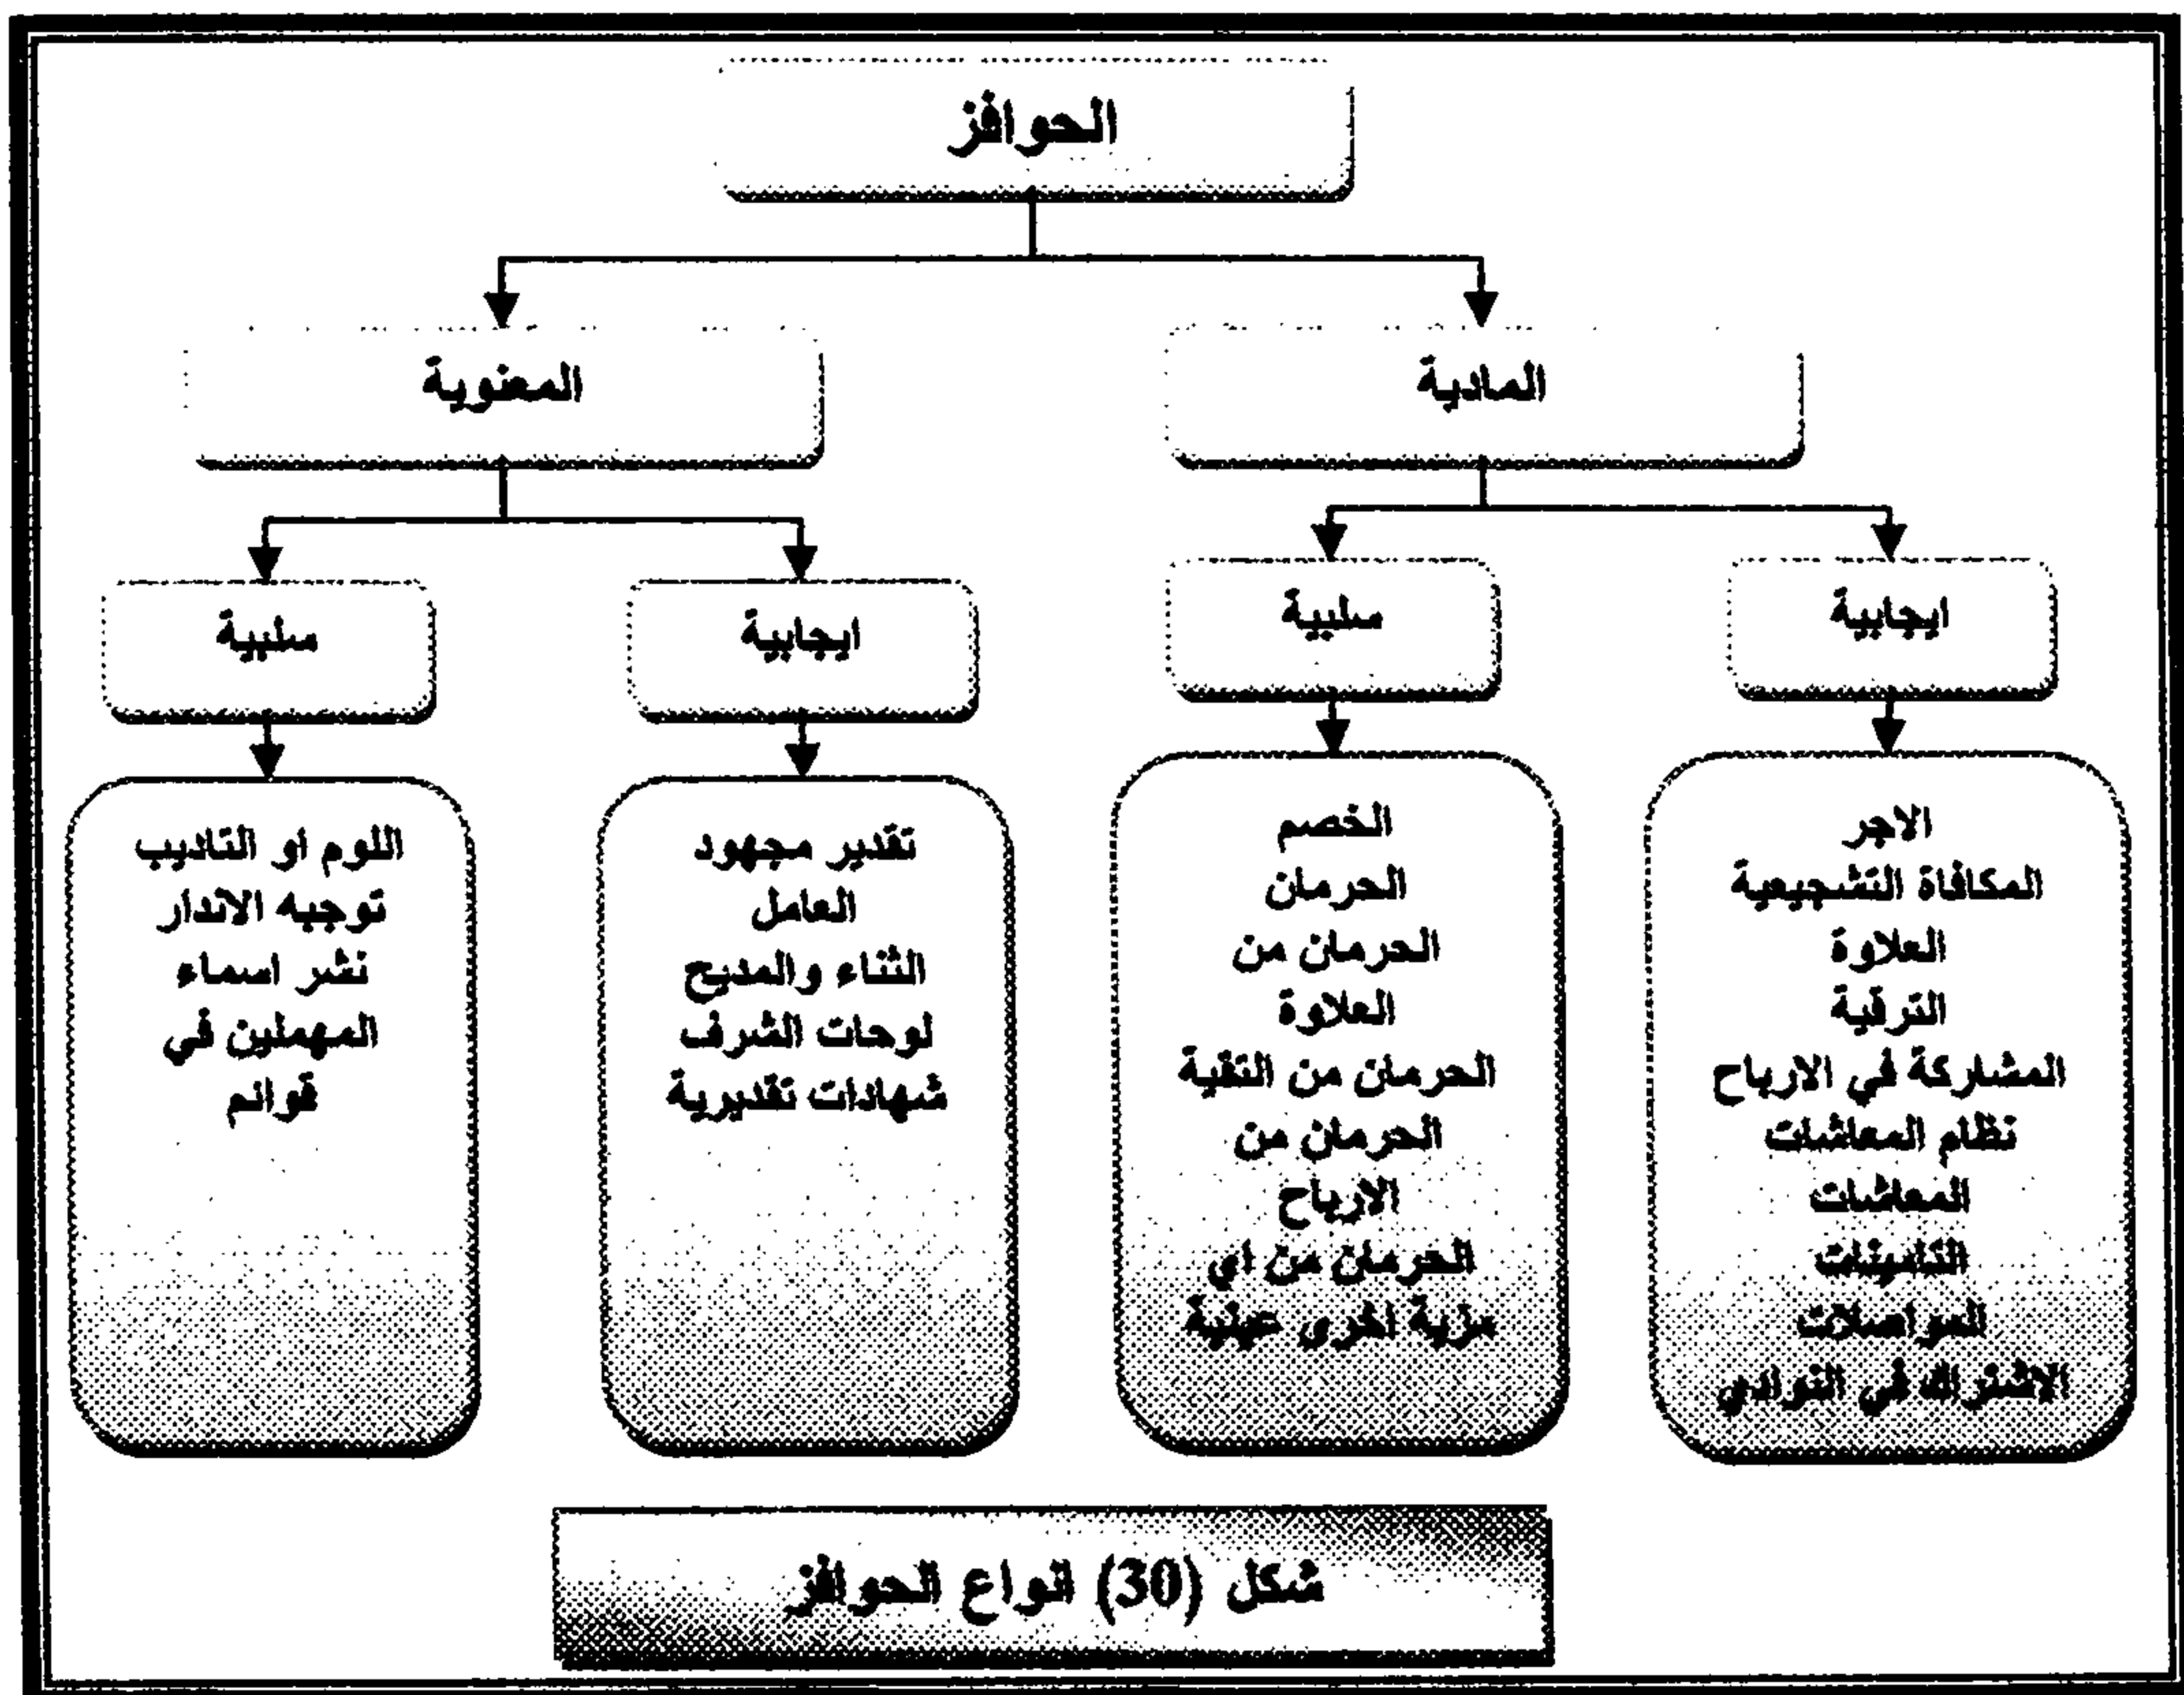 الحوافز
المادية
المعنوية
ايجابية
سلبية
ايجابية
سلبية
الاجر
المكافاة التشجيعية
العلاوة
الترقية
المشاركة في الارباح
نظام المعاشات
المعاشات
التامينات
المواصلات
الاشتراك في النوادي
الخصم
الحرمان
الحرمان من
العلاوة
الحرمان من التقية
الحرمان من
الارباح
الحرمان من اي
مزية اخرى عينية
تقدير مجهود
العامل
الثناء والمديح
لوحات الشرف
شهادات تقديرية
اللوم او التاديب
توجيه الانذار
نشر اسماء
المهملين في
قوائم
شكل (30) انواع الحوافز